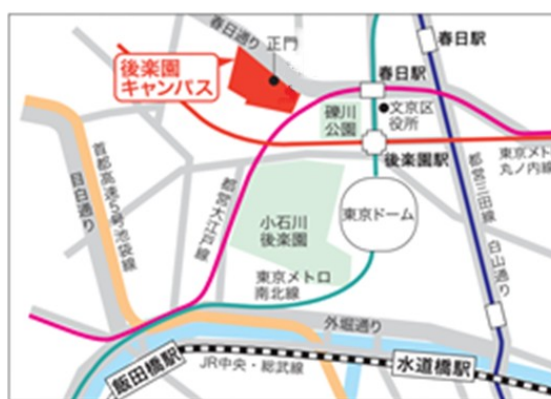 春日通り
正門
春日駅
後楽園
キャンパス
春日駅
礫川
公園
文京区
役所
後楽園駅
東京メト
丸ノ内線
首都高速5号池袋線
目白通り
都営大江戸線
小石川
後楽園
東京ドーム
都営三田線
白山通り
東京メトロ
南北線
外堀通り
飯田橋駅
JR中央・総武線
水道橋駅